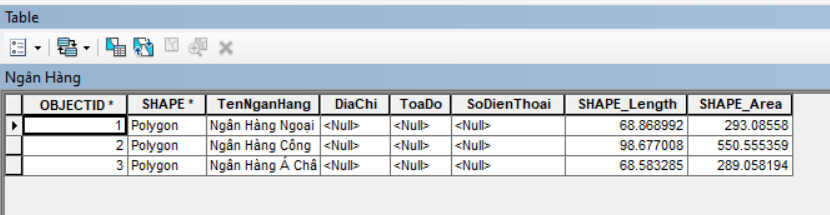 Table
Ngân Hàng
OBJECTID * SHAPE * TenNganHang DiaChi ToaDo SoDienThoai SHAPE_Length SHAPE_Area
1 Polygon Ngân Hàng Ngoại <Null> <Null> <Null> 68.868992 293.08558
2 Polygon Ngân Hàng Công <Null> <Null> <Null> 98.677008 550.555359
3 Polygon Ngân Hàng Á Châ <Null> <Null> <Null> 68.583285 289.058194